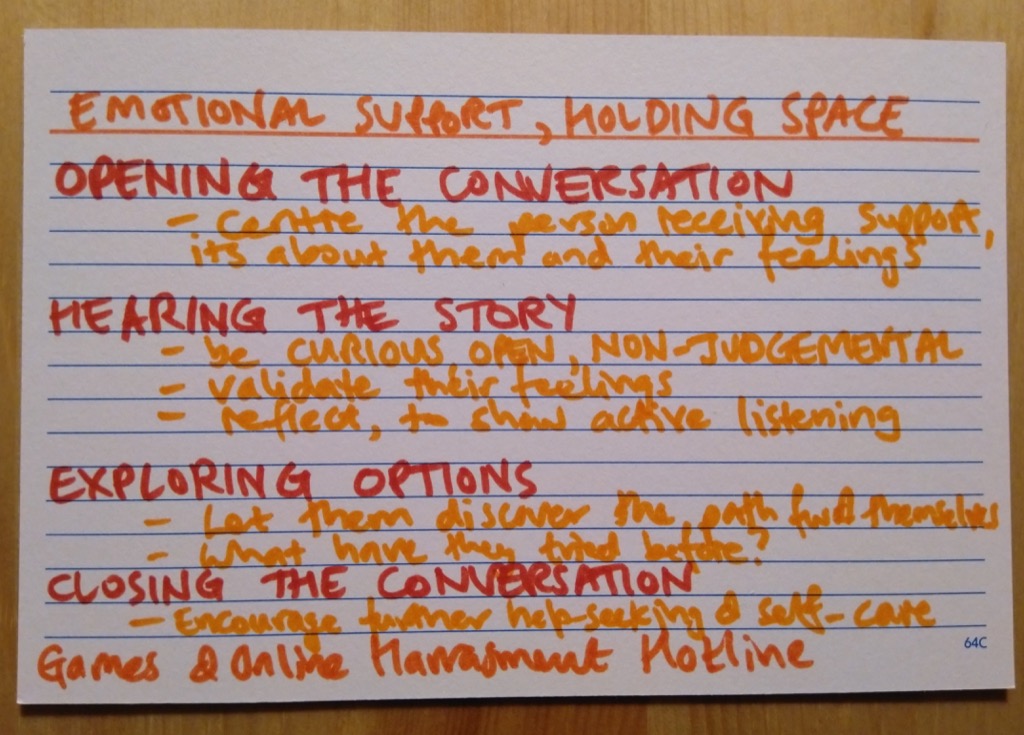 EMOTIONAL SUPPORT, HOLDING SPACE
OPENING THE CONVERSATION
- centre the person receiving support,
it's about them and their feelings
HEARING THE STORY
- be CURIOUS, OPEN, NON-JUDGEMENTAL
- validate their feelings
- reflect, to show active listening
EXPLORING OPTIONS
- Let them discover the path fwd themselves
- What have they tried before?
CLOSING THE CONVERSATION
- Encourage further help-seeking & self-care
64C
Games & Online Harrasment Hotline